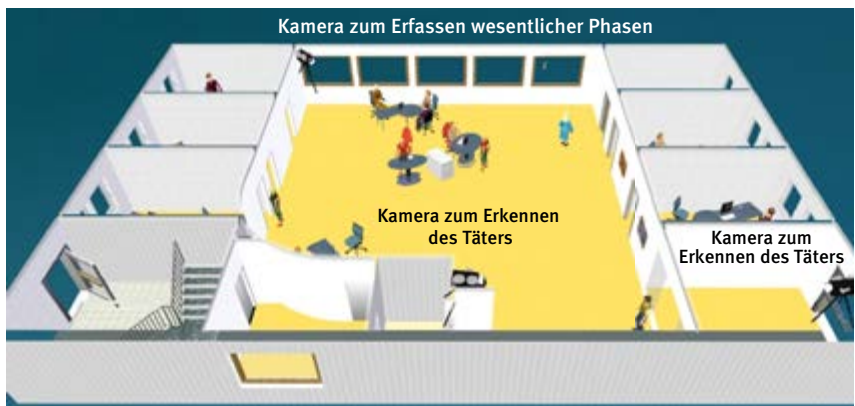 Kamera zum Erfassen wesentlicher Phasen
Kamera zum Erkennen
des Täters
Kamera zum
Erkennen des Täters